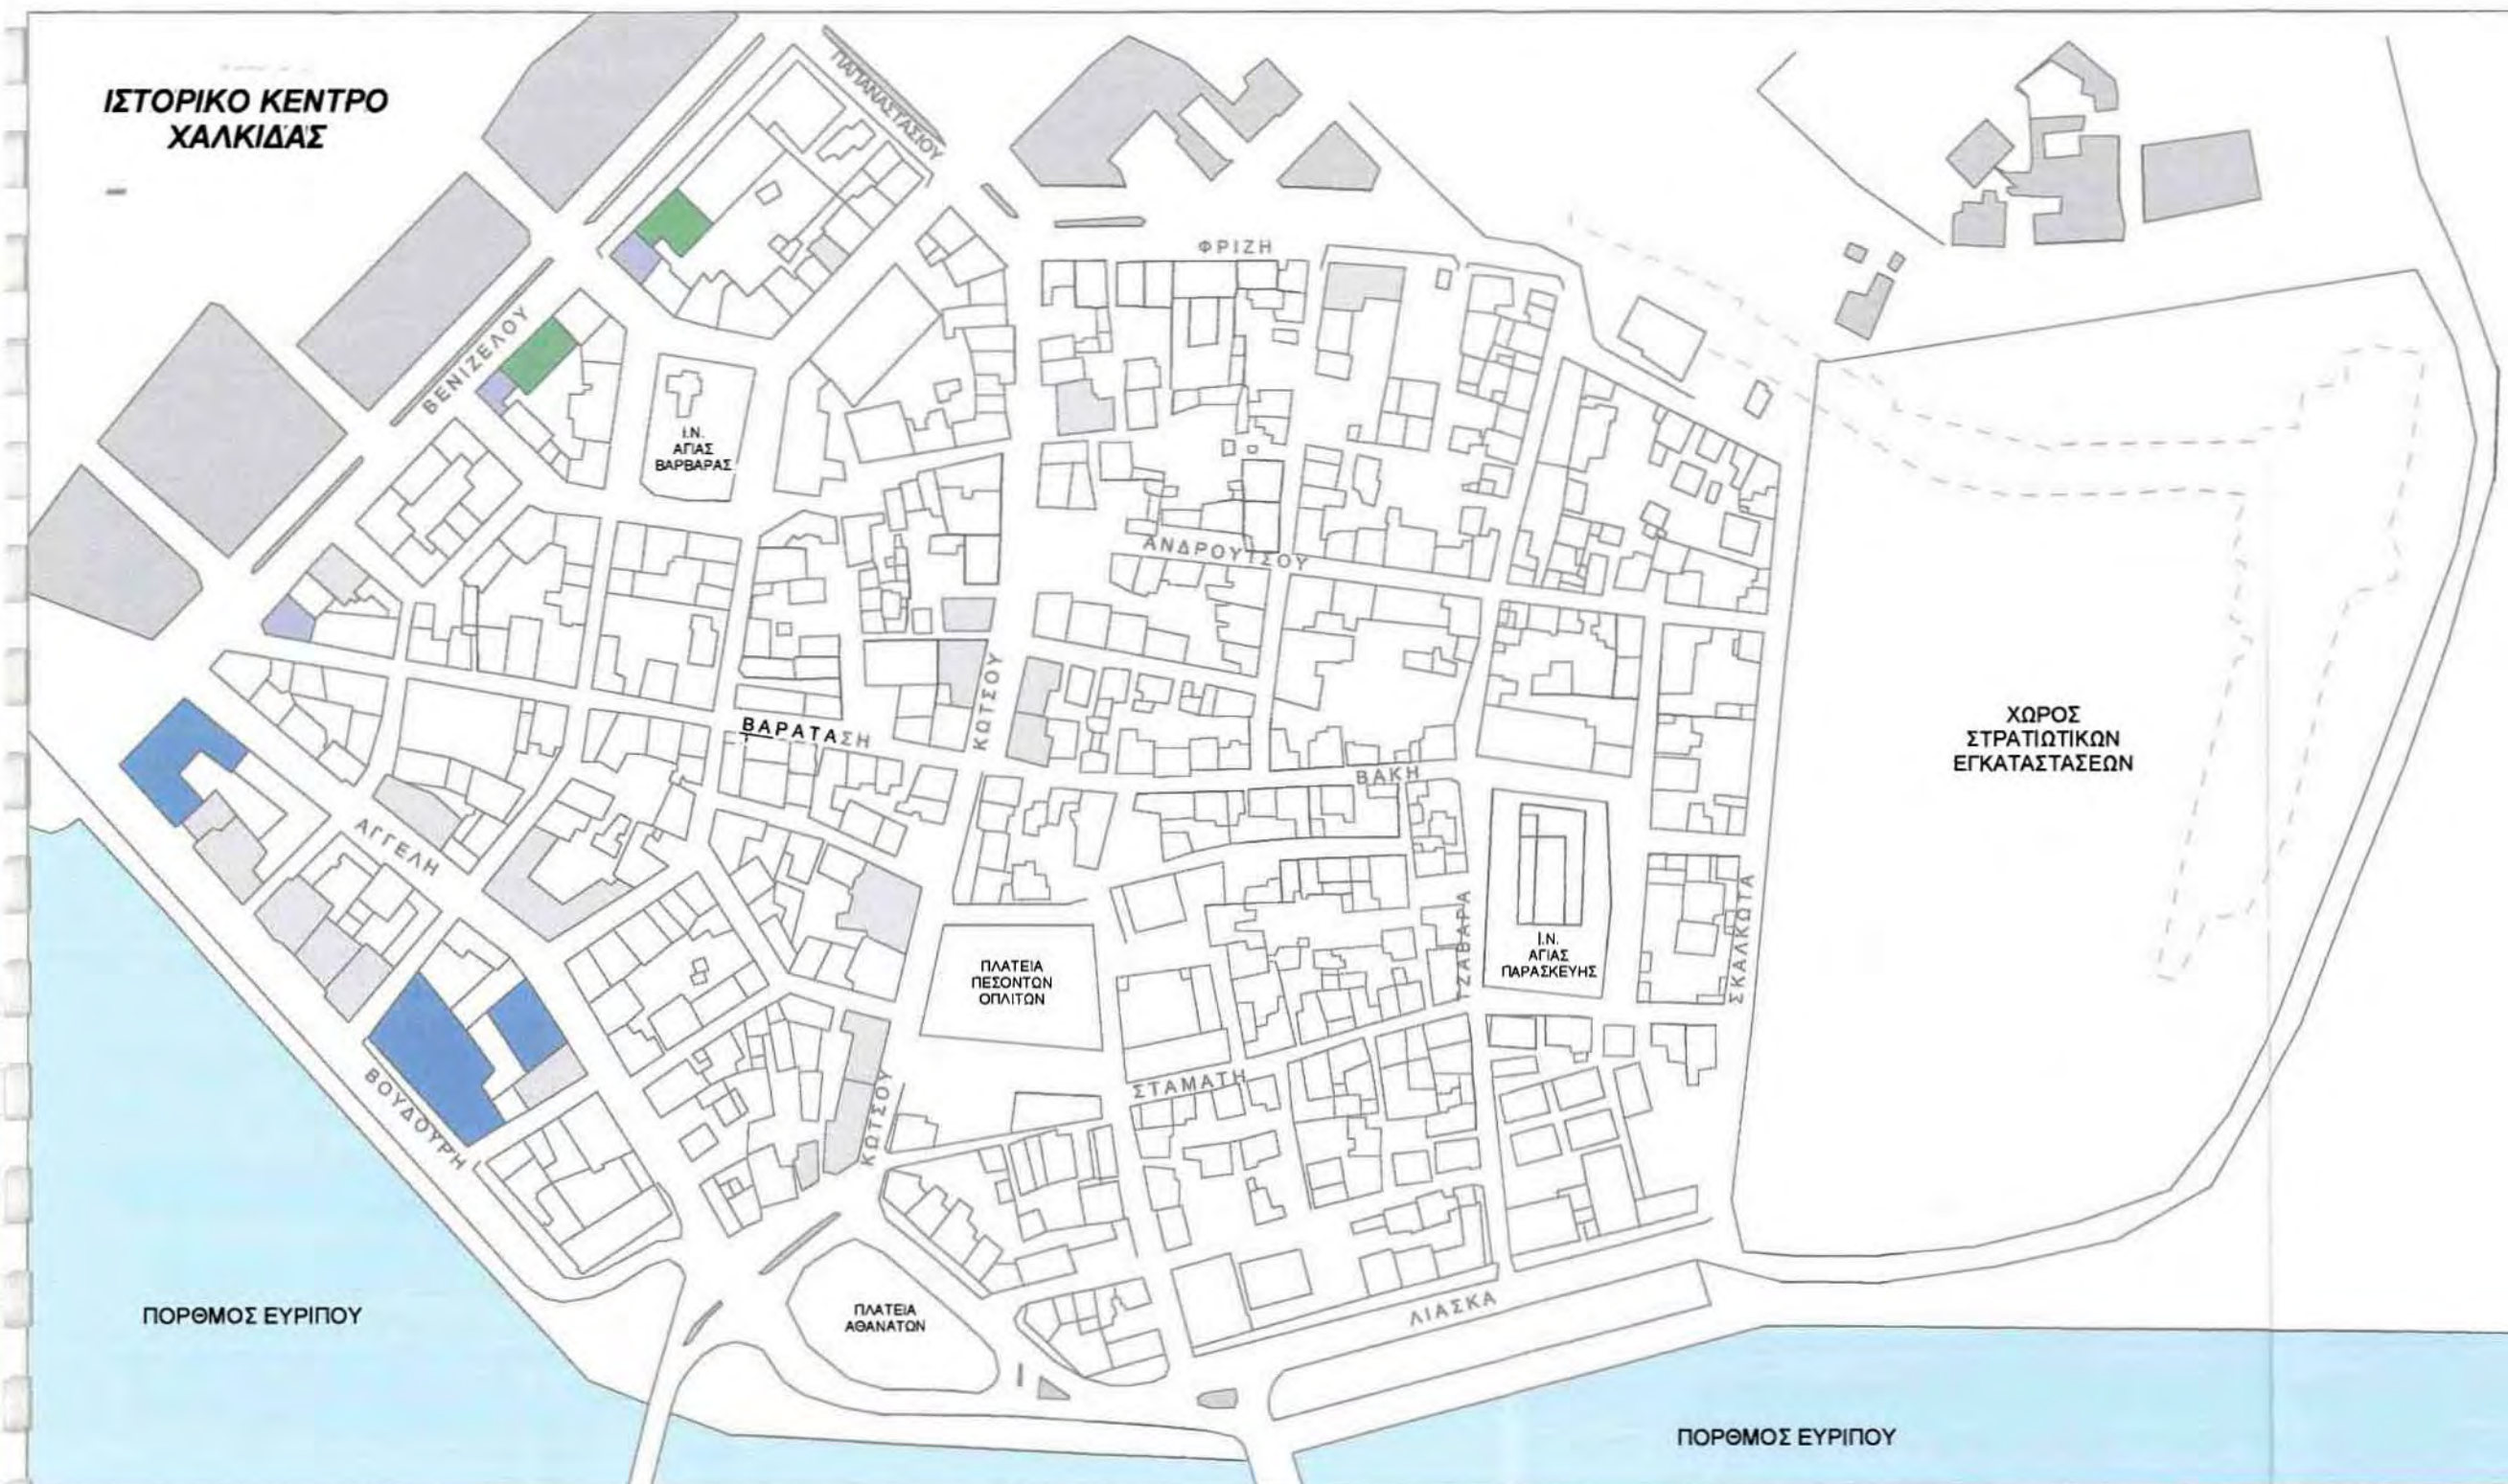 ΙΣΤΟΡΙΚΟ ΚΕΝΤΡΟ
ΧΑΛΚΙΔΑΣ
ΠΑΠΑΝΑΣΤΑΣΙΟΥ
ΦΡΙΖΗ
ΒΕΝΙΖΕΛΟΥ
Ι.Ν.
ΑΓΙΑΣ
ΒΑΡΒΑΡΑΣ
ΑΝΔΡΟΥΤΣΟΥ
ΚΩΤΣΟΥ
ΒΑΡΑΤΑΣΗ
ΧΩΡΟΣ
ΣΤΡΑΤΙΩΤΙΚΩΝ
ΕΓΚΑΤΑΣΤΑΣΕΩΝ
ΒΑΚΗ
ΑΓΓΕΛΗ
ΤΖΑΒΑΡΑ
ΣΚΑΛΚΩΤΑ
Ι.Ν.
ΑΓΙΑΣ
ΠΑΡΑΣΚΕΥΗΣ
ΠΛΑΤΕΙΑ
ΠΕΣΟΝΤΩΝ
ΟΠΛΙΤΩΝ
ΒΟΥΔΟΥΡΗ
ΚΩΤΣΟΥ
ΣΤΑΜΑΤΗ
ΠΟΡΘΜΟΣ ΕΥΡΙΠΟΥ
ΠΛΑΤΕΙΑ
ΑΘΑΝΑΤΩΝ
ΛΙΑΣΚΑ
ΠΟΡΘΜΟΣ ΕΥΡΙΠΟΥ